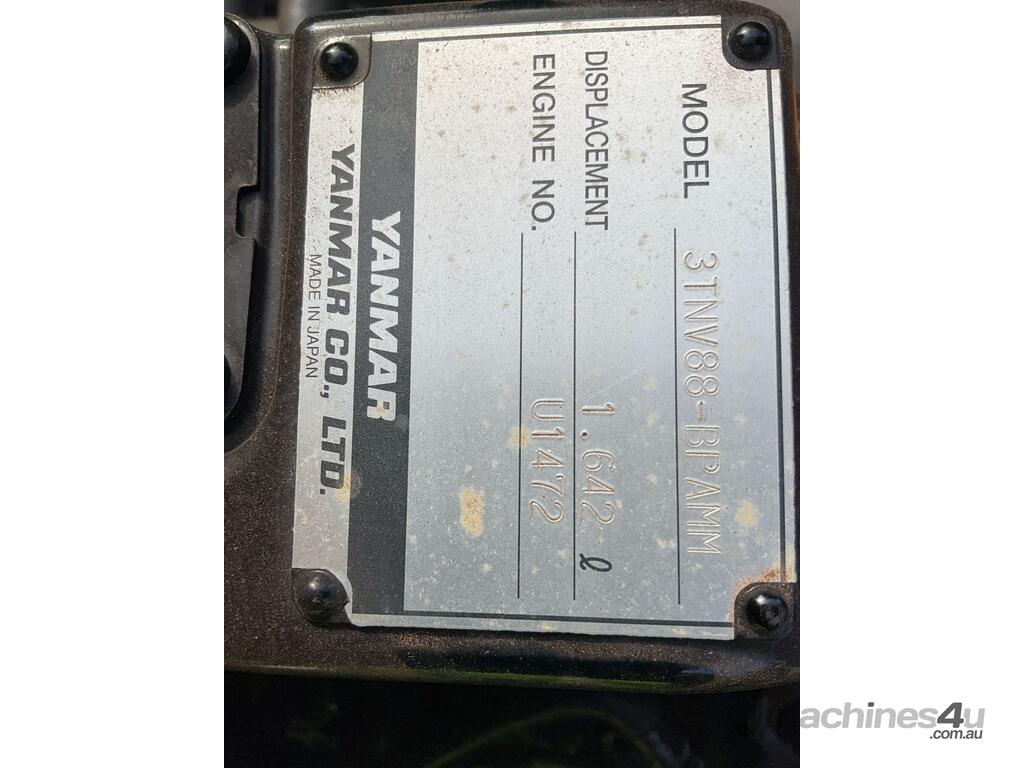 MODEL 3TNV88-BPAMM
DISPLACEMENT 1.642 ℓ
ENGINE NO. U1472
YANMAR
YANMAR CO., LTD.
MADE IN JAPAN
machines4u
.com.au